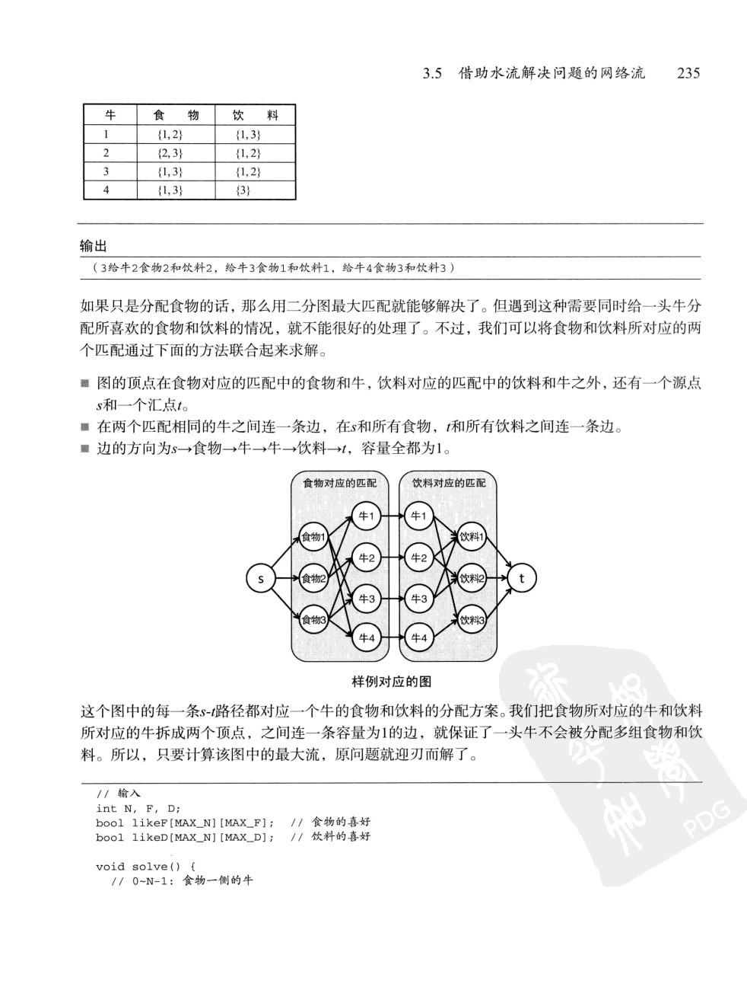 3.5 借助水流解决问题的网络流 235
牛 食 物 饮 料
1 {1, 2} {1, 3}
2 {2, 3} {1, 2}
3 {1, 3} {1, 2}
4 {1, 3} {3}
输出
（3给牛2食物2和饮料2，给牛3食物1和饮料1，给牛4食物3和饮料3）
如果只是分配食物的话，那么用二分图最大匹配就能够解决了。但遇到这种需要同时给一头牛分
配所喜欢的食物和饮料的情况，就不能很好的处理了。不过，我们可以将食物和饮料所对应的两
个匹配通过下面的方法联合起来求解。
图的顶点在食物对应的匹配中的食物和牛，饮料对应的匹配中的饮料和牛之外，还有一个源点
s和一个汇点t。
在两个匹配相同的牛之间连一条边，在s和所有食物，t和所有饮料之间连一条边。
边的方向为s→食物→牛→牛→饮料→t，容量全都为1。
食物对应的匹配 饮料对应的匹配
牛1 牛1
食物1 饮料1
牛2 牛2
s 食物2 饮料2 t
牛3 牛3
食物3 饮料3
牛4 牛4
样例对应的图
这个图中的每一条s-t路径都对应一个牛的食物和饮料的分配方案。我们把食物所对应的牛和饮料
所对应的牛拆成两个顶点，之间连一条容量为1的边，就保证了一头牛不会被分配多组食物和饮
料。所以，只要计算该图中的最大流，原问题就迎刃而解了。
// 输入
int N, F, D;
bool likeF[MAX_N][MAX_F]; // 食物的喜好
bool likeD[MAX_N][MAX_D]; // 饮料的喜好
void solve() {
// 0~N-1: 食物一侧的牛
PDG